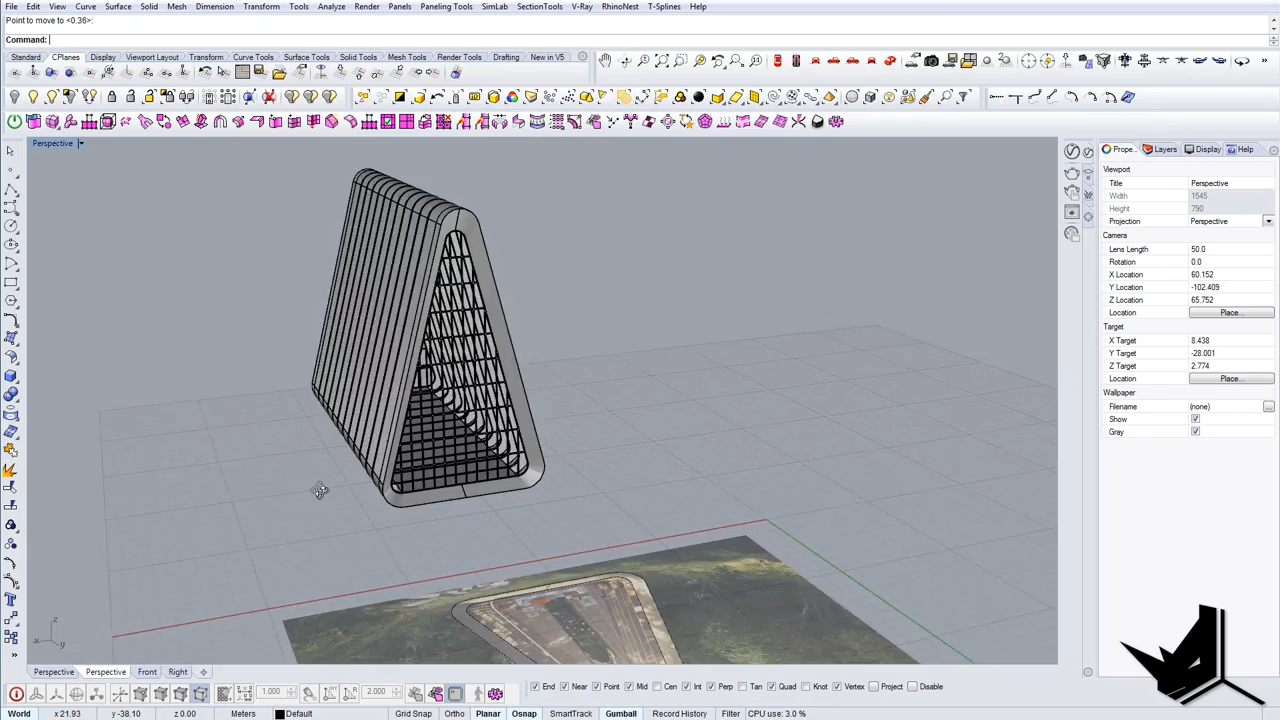 File Edit View Curve Surface Solid Mesh Dimension Transform Tools Analyze Render Panels Paneling Tools SimLab SectionTools V-Ray RhinoNest T-Splines Help
Point to move to <0.36>:
Command:
Standard CPlanes Display Viewport Layout Transform Curve Tools Surface Tools Solid Tools Mesh Tools Render Tools Drafting New in V5
Perspective
Prope... Layers Display Help
Viewport
Title Perspective
Width 1545
Height 790
Projection Perspective
Camera
Lens Length 50.0
Rotation 0.0
X Location 60.152
Y Location -102.409
Z Location 65.752
Location Place...
Target
X Target 8.438
Y Target -28.001
Z Target 2.774
Location Place...
Wallpaper
Filename (none) ...
Show
Gray
z
x y
Perspective Perspective Front Right
1.000 2.000 End Near Point Mid Cen Int Perp Tan Quad Knot Vertex Project Disable
World x 21.93 y -38.10 z 0.00 Meters Default Grid Snap Ortho Planar Osnap SmartTrack Gumball Record History Filter CPU use: 3.0 %